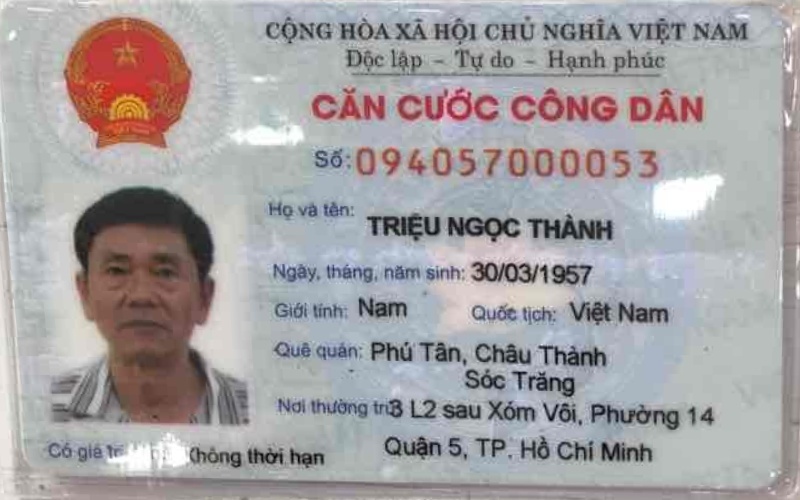 CỘNG HÒA XÃ HỘI CHỦ NGHĨA VIỆT NAM
Độc lập - Tự do - Hạnh phúc
CĂN CƯỚC CÔNG DÂN
Số: 094057000053
Họ và tên: TRIỆU NGỌC THÀNH
Ngày, tháng, năm sinh: 30/03/1957
Giới tính: Nam Quốc tịch: Việt Nam
Quê quán: Phú Tân, Châu Thành
Sóc Trăng
Nơi thường trú 3 L2 sau Xóm Vôi, Phường 14
Quận 5, TP. Hồ Chí Minh
Có giá trị Không thời hạn